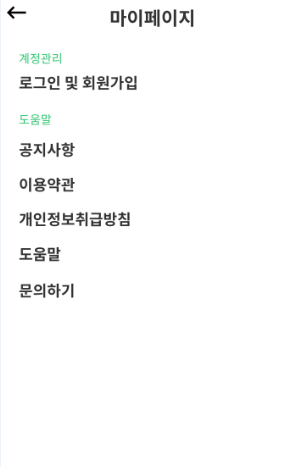 마이페이지
계정관리
로그인 및 회원가입
도움말
공지사항
이용약관
개인정보취급방침
도움말
문의하기